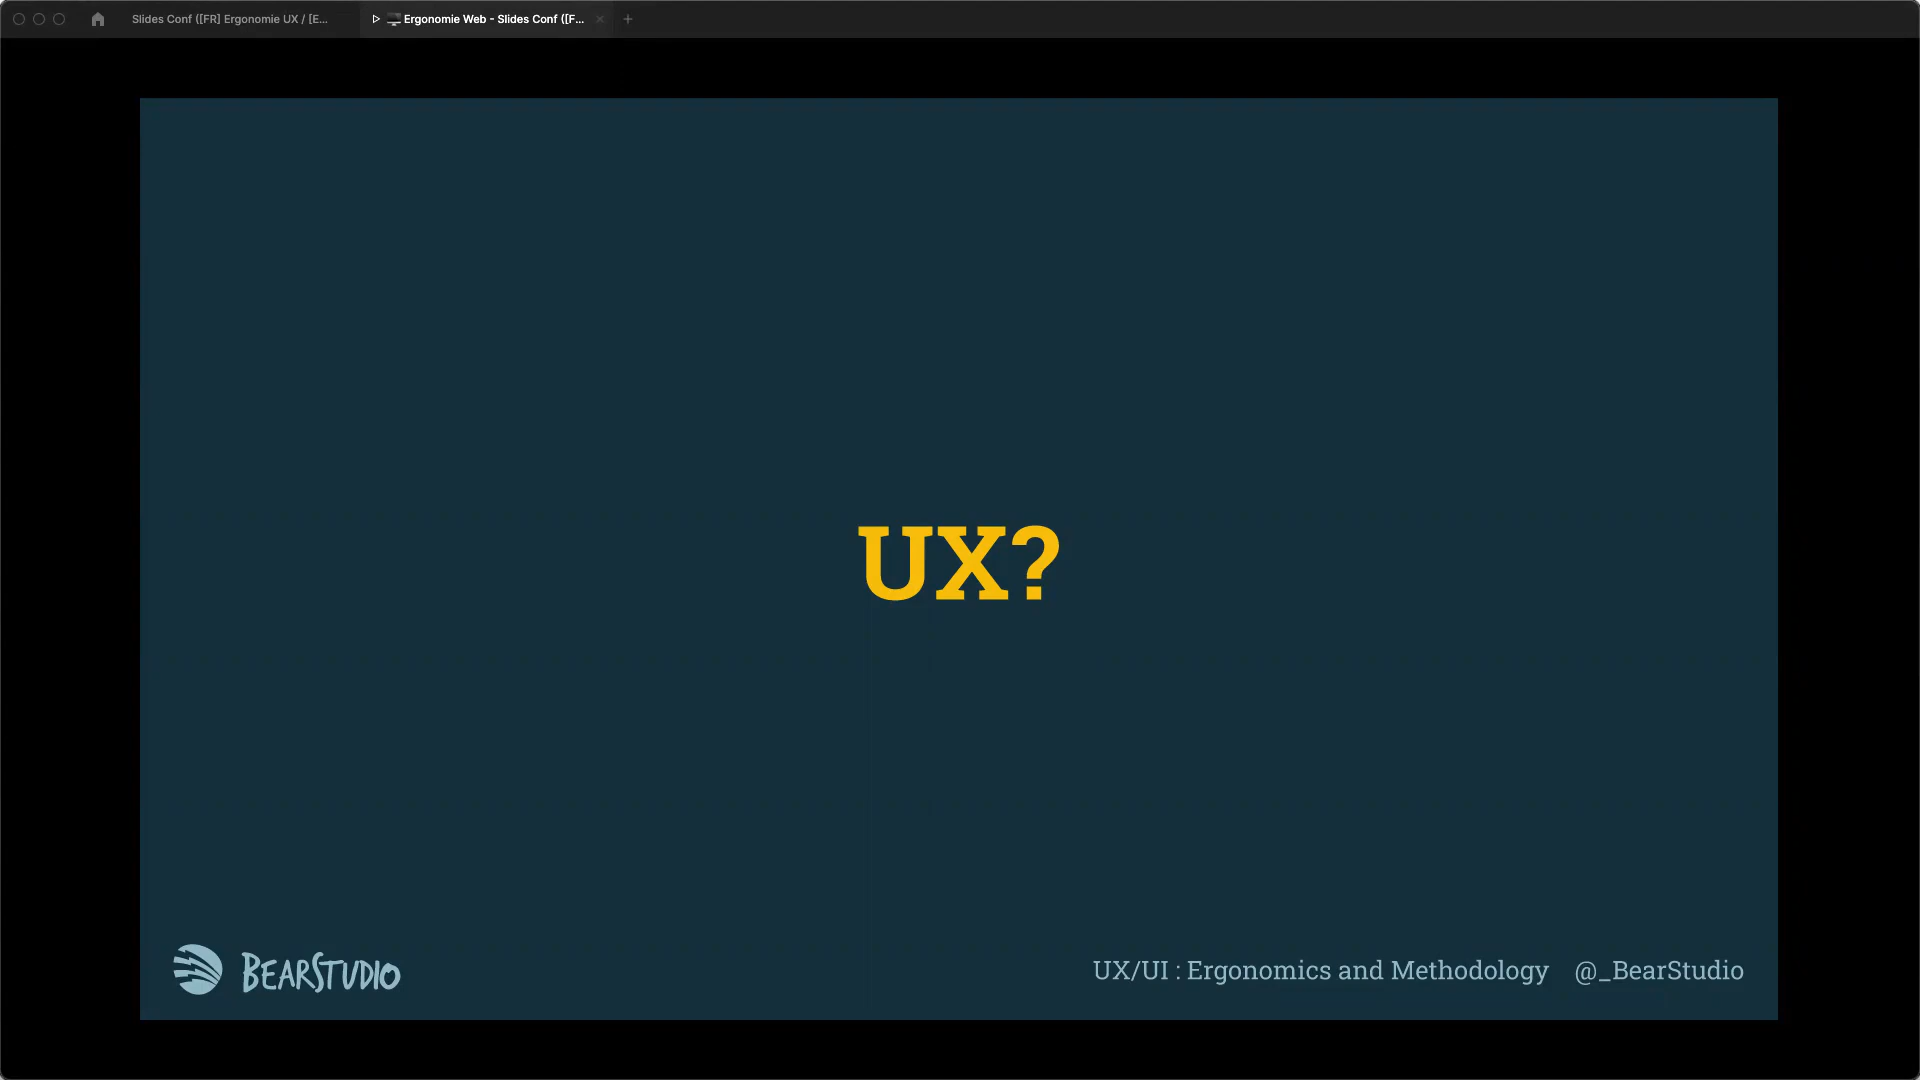 Slides Conf ([FR] Ergonomie UX / [E...
Ergonomie Web - Slides Conf ([F...
UX?
BEARSTUDIO
UX/UI : Ergonomics and Methodology @_BearStudio